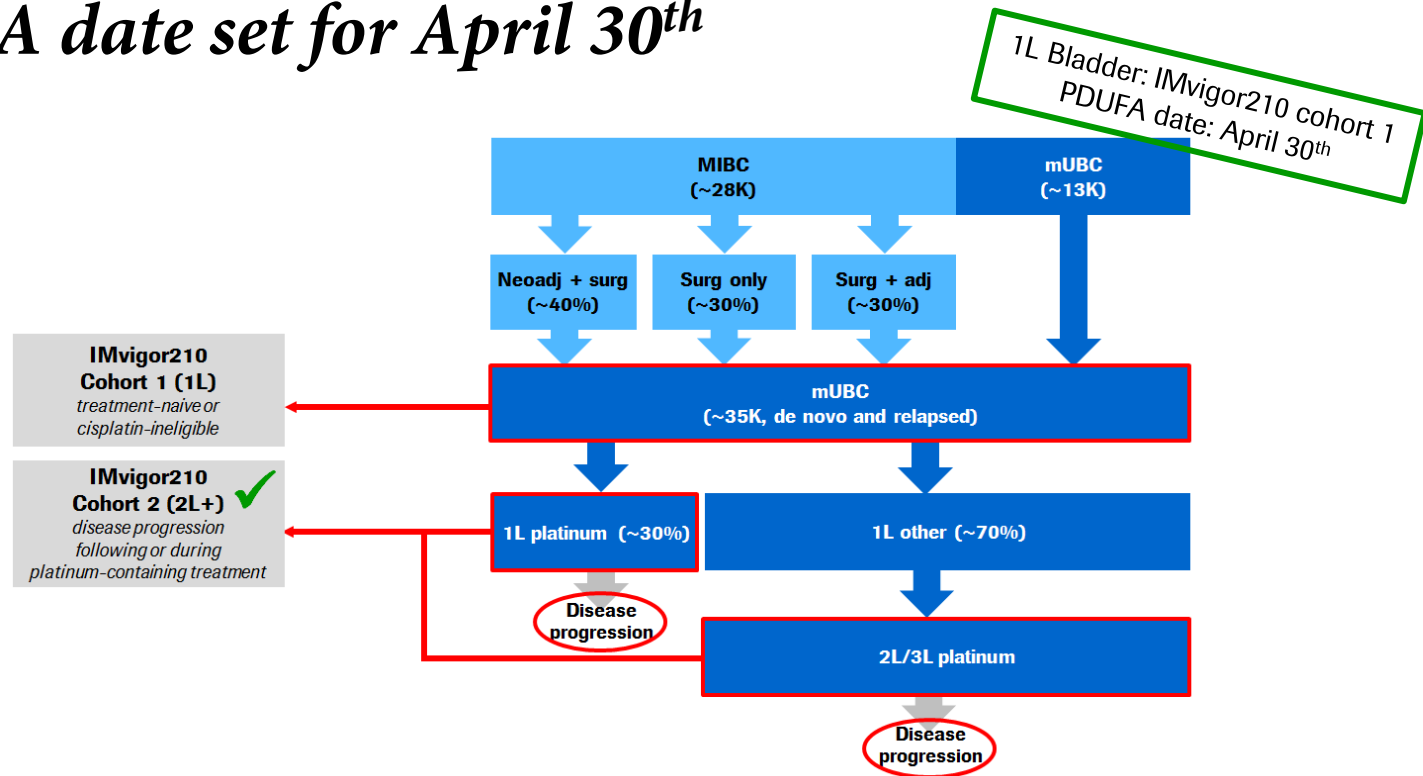 A date set for April 30th
1L Bladder: IMvigor210 cohort 1
PDUFA date: April 30th
MIBC
(~28K)
mUBC
(~13K)
Neoadj + surg
(~40%)
Surg only
(~30%)
Surg + adj
(~30%)
IMvigor210
Cohort 1 (1L)
treatment-naive or
cisplatin-ineligible
mUBC
(~35K, de novo and relapsed)
IMvigor210
Cohort 2 (2L+)
disease progression
following or during
platinum-containing treatment
1L platinum (~30%)
1L other (~70%)
Disease
progression
2L/3L platinum
Disease
progression